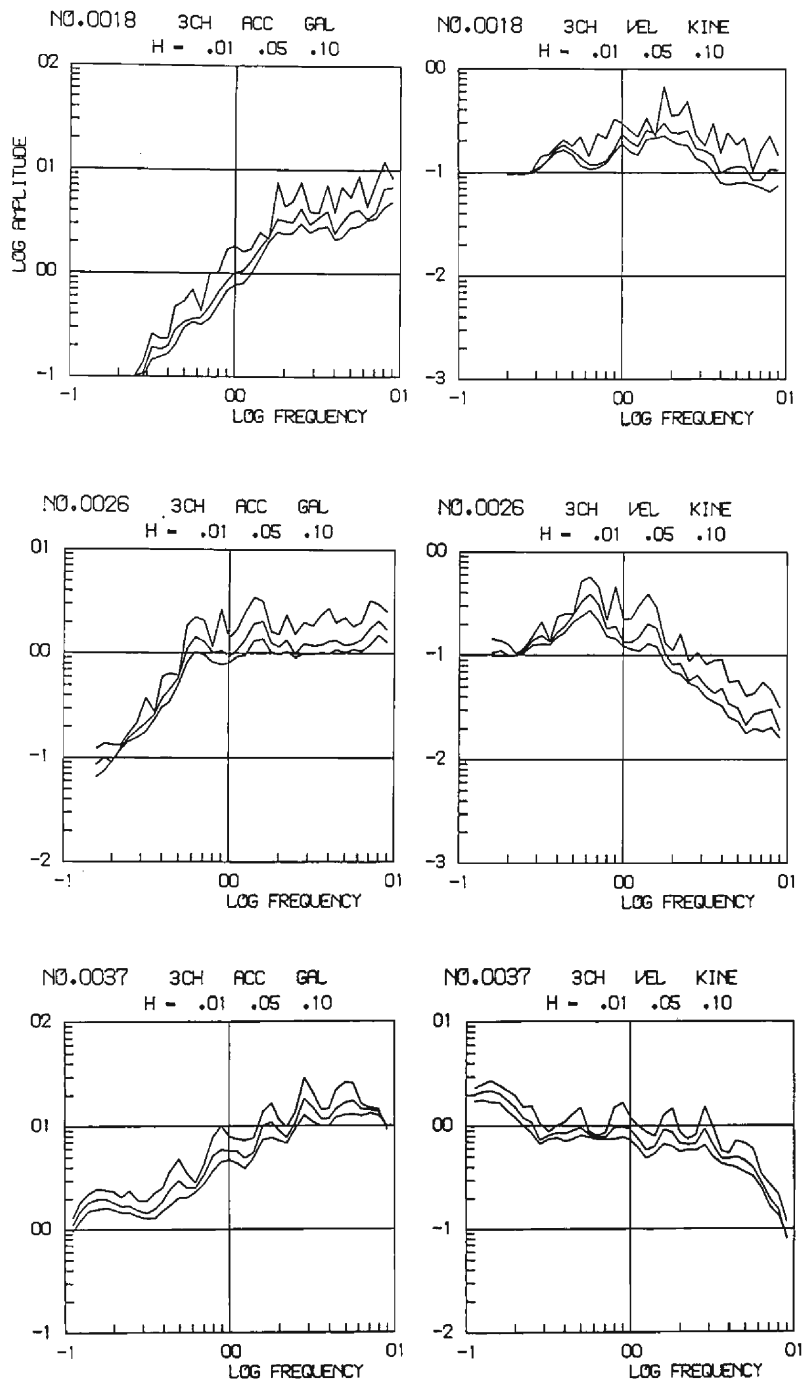 NO.0018 3CH ACC GAL
H = .01 .05 .10
02
01
00
-1
LOG AMPLITUDE
-1 00 01
LOG FREQUENCY
NO.0018 3CH VEL KINE
H = .01 .05 .10
00
-1
-2
-3
-1 00 01
LOG FREQUENCY
NO.0026 3CH ACC GAL
H = .01 .05 .10
01
00
-1
-2
-1 00 01
LOG FREQUENCY
NO.0026 3CH VEL KINE
H = .01 .05 .10
00
-1
-2
-3
-1 00 01
LOG FREQUENCY
NO.0037 3CH ACC GAL
H = .01 .05 .10
02
01
00
-1
-1 00 01
LOG FREQUENCY
NO.0037 3CH VEL KINE
H = .01 .05 .10
01
00
-1
-2
-1 00 01
LOG FREQUENCY